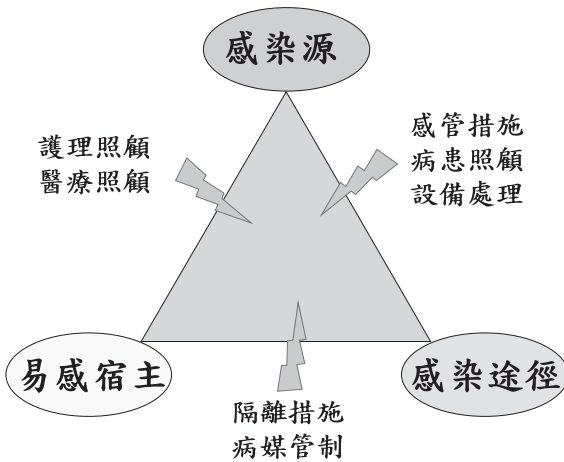 感染源
護理照顧
醫療照顧
感管措施
病患照顧
設備處理
易感宿主
感染途徑
隔離措施
病媒管制